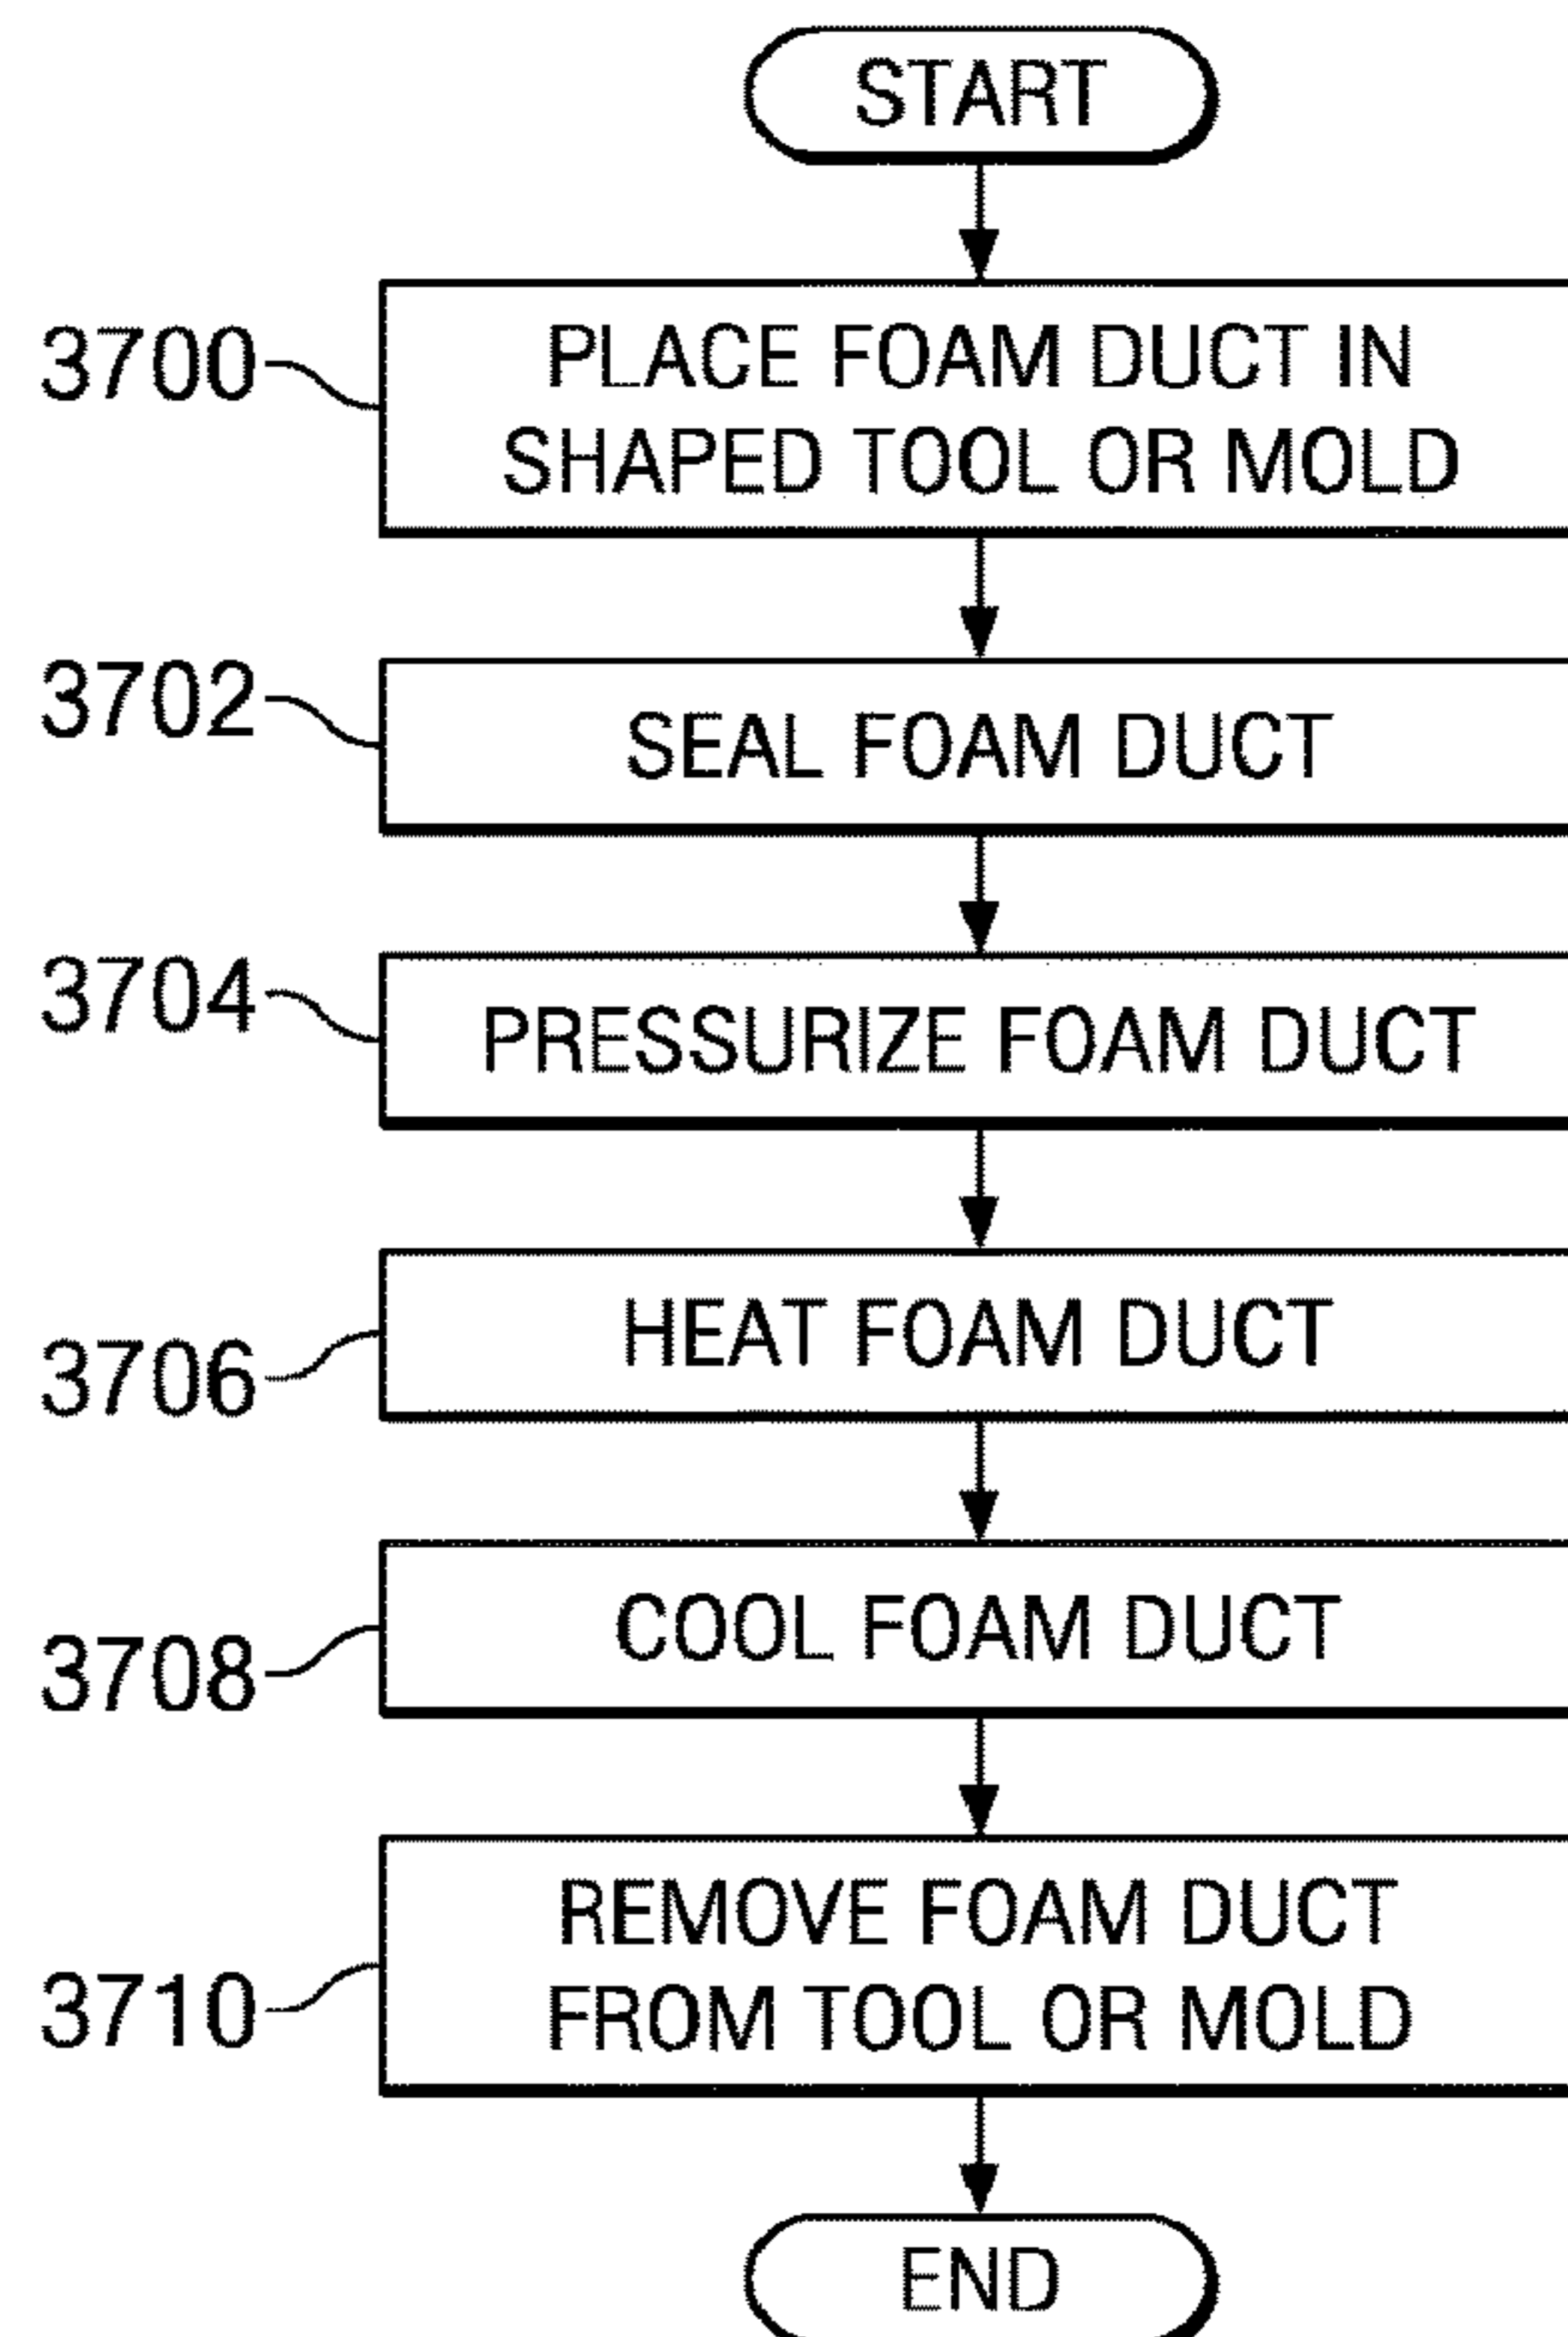 START
3700
PLACE FOAM DUCT IN
SHAPED TOOL OR MOLD
3702
SEAL FOAM DUCT
3704
PRESSURIZE FOAM DUCT
3706
HEAT FOAM DUCT
3708
COOL FOAM DUCT
3710
REMOVE FOAM DUCT
FROM TOOL OR MOLD
END